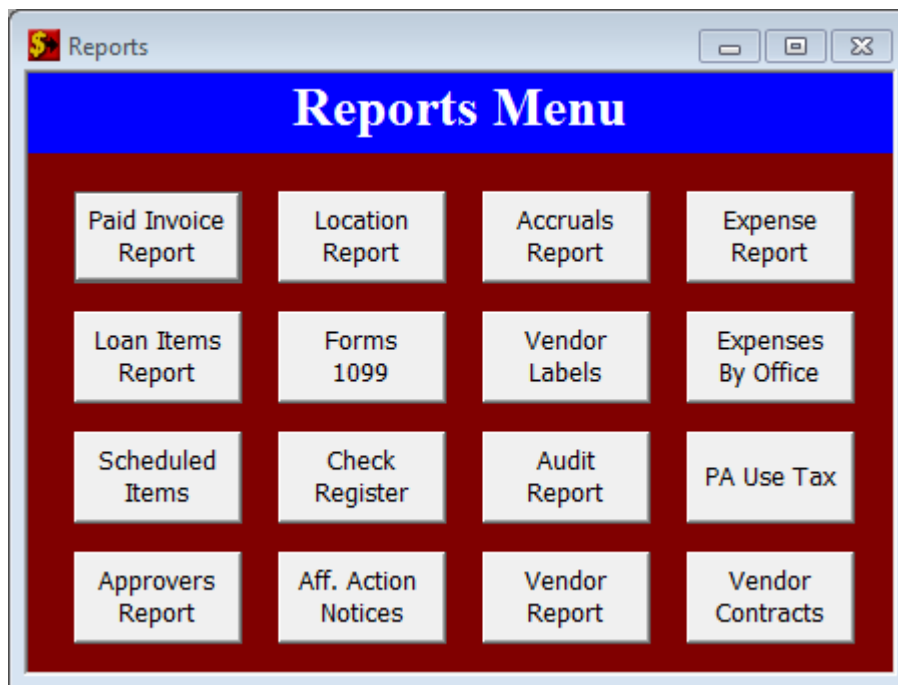 Reports
Reports Menu
Paid Invoice
Report
Location
Report
Accruals
Report
Expense
Report
Loan Items
Report
Forms
1099
Vendor
Labels
Expenses
By Office
Scheduled
Items
Check
Register
Audit
Report
PA Use Tax
Approvers
Report
Aff. Action
Notices
Vendor
Report
Vendor
Contracts